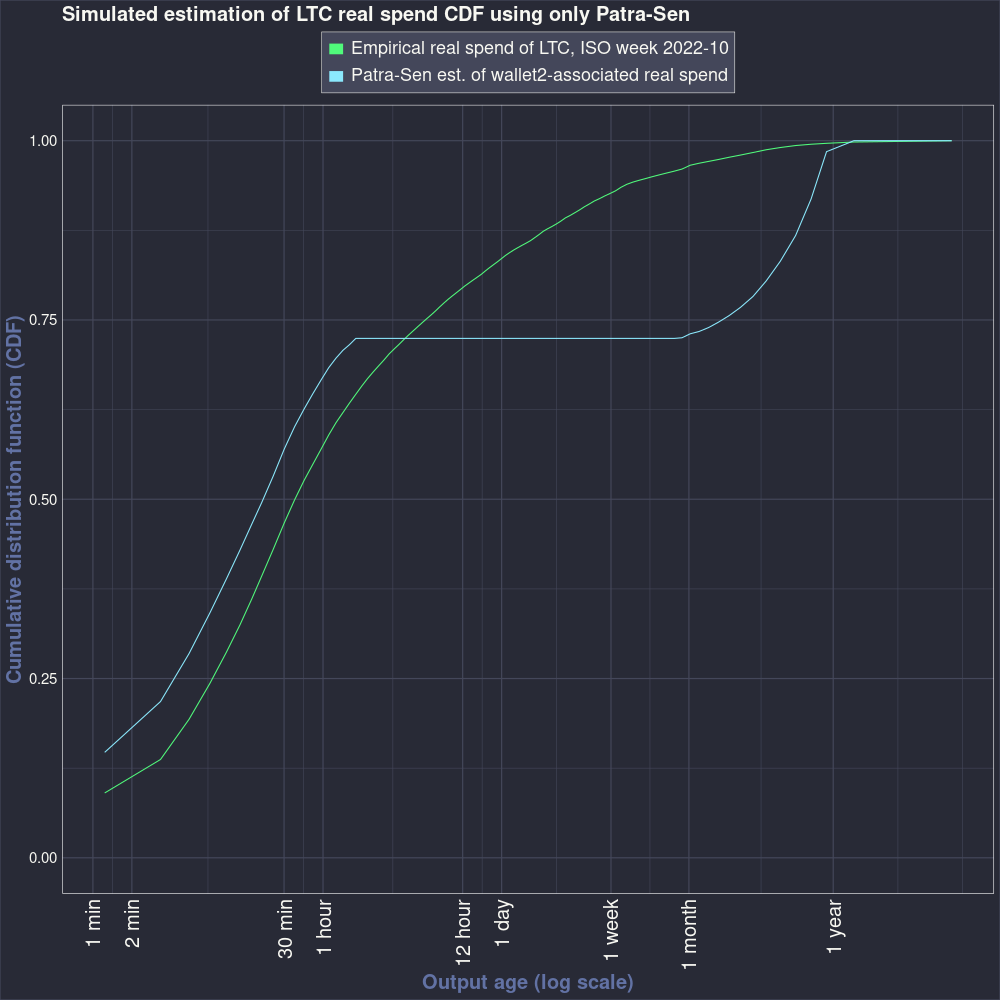 Simulated estimation of LTC real spend CDF using only Patra-Sen
Empirical real spend of LTC, ISO week 2022-10
Patra-Sen est. of wallet2-associated real spend
Cumulative distribution function (CDF)
1.00
0.75
0.50
0.25
0.00
1 min
2 min
30 min
1 hour
12 hour
1 day
1 week
1 month
1 year
Output age (log scale)